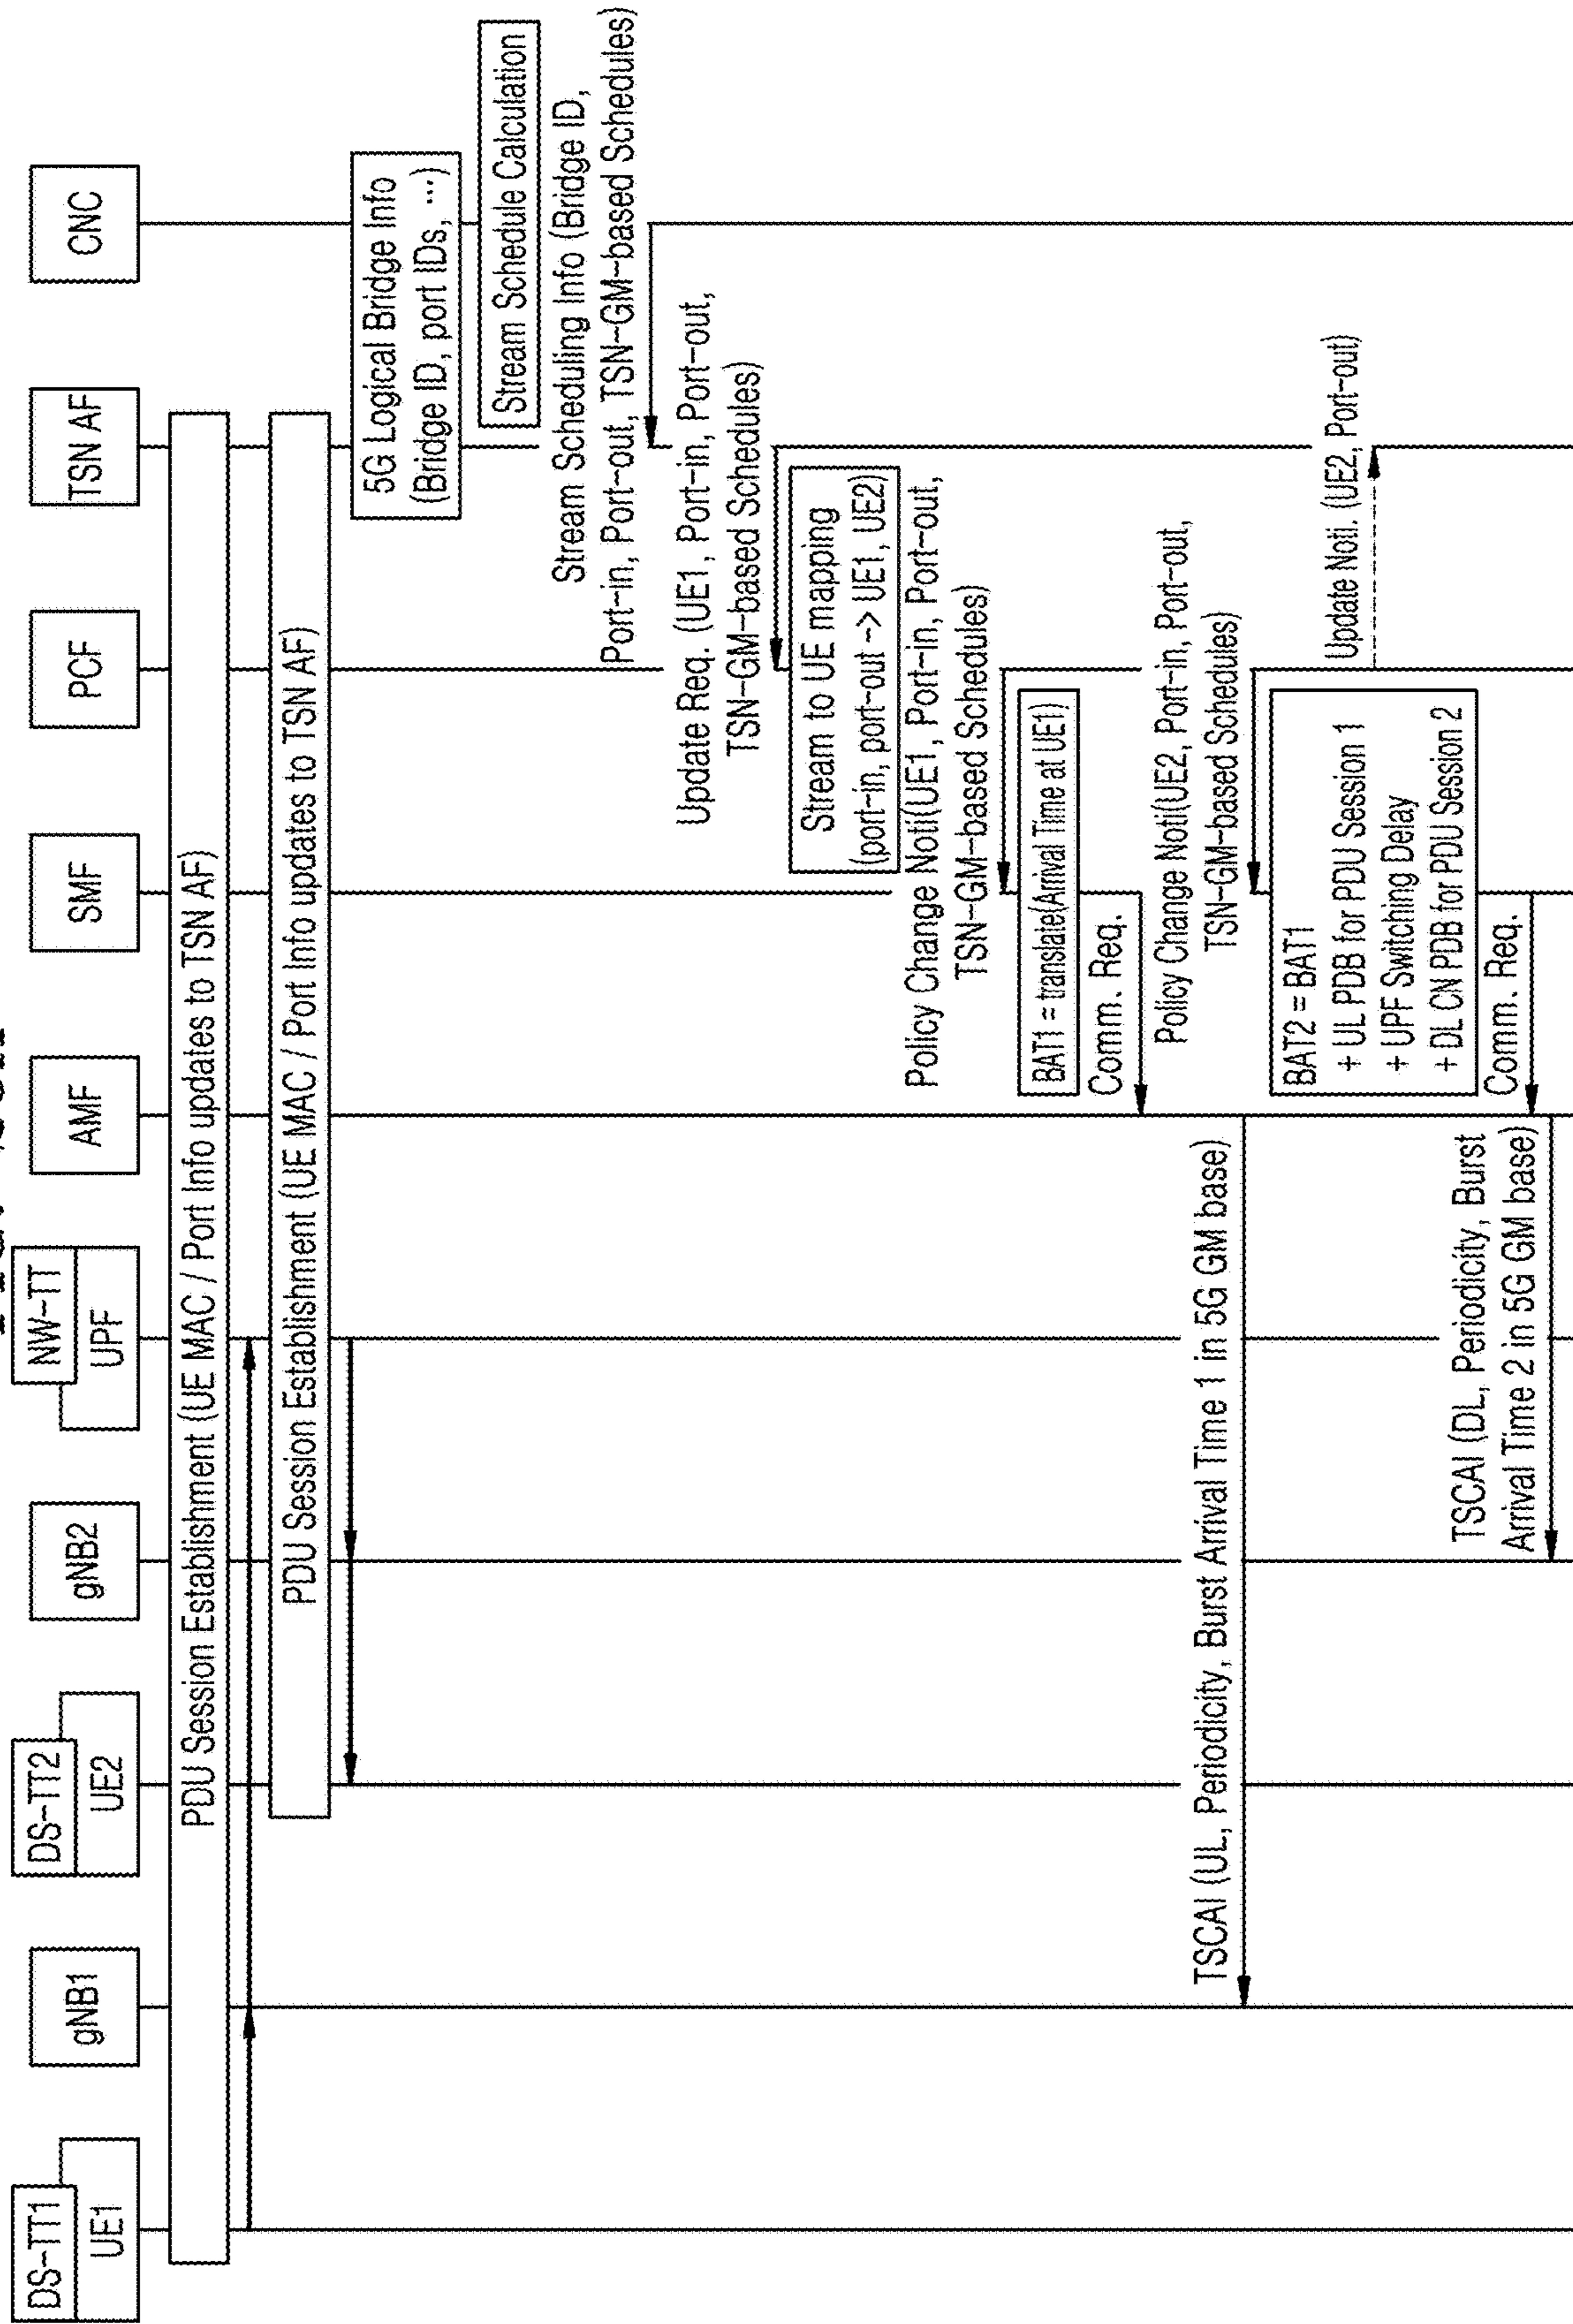 DS-TT1
UE1
gNB1
DS-TT2
UE2
gNB2
NW-TT
UPF
AMF
SMF
PCF
TSN AF
CNC
PDU Session Establishment (UE MAC / Port Info updates to TSN AF)
PDU Session Establishment (UE MAC / Port Info updates to TSN AF)
5G Logical Bridge Info
(Bridge ID, port IDs, ···)
Stream Schedule Calculation
Stream Scheduling Info (Bridge ID,
Port-in, Port-out, TSN-GM-based Schedules)
Update Req. (UE1, Port-in, Port-out,
TSN-GM-based Schedules)
Stream to UE mapping
(port-in, port-out -> UE1, UE2)
Policy Change Noti(UE1, Port-in, Port-out,
TSN-GM-based Schedules)
BAT1 = translate(Arrival Time at UE1)
Comm. Req.
TSCAI (UL, Periodicity, Burst Arrival Time 1 in 5G GM base)
Policy Change Noti(UE2, Port-in, Port-out,
TSN-GM-based Schedules)
BAT2 = BAT1
+ UL PDB for PDU Session 1
+ UPF Switching Delay
+ DL CN PDB for PDU Session 2
Update Noti. (UE2, Port-out)
Comm. Req.
TSCAI (DL, Periodicity, Burst
Arrival Time 2 in 5G GM base)